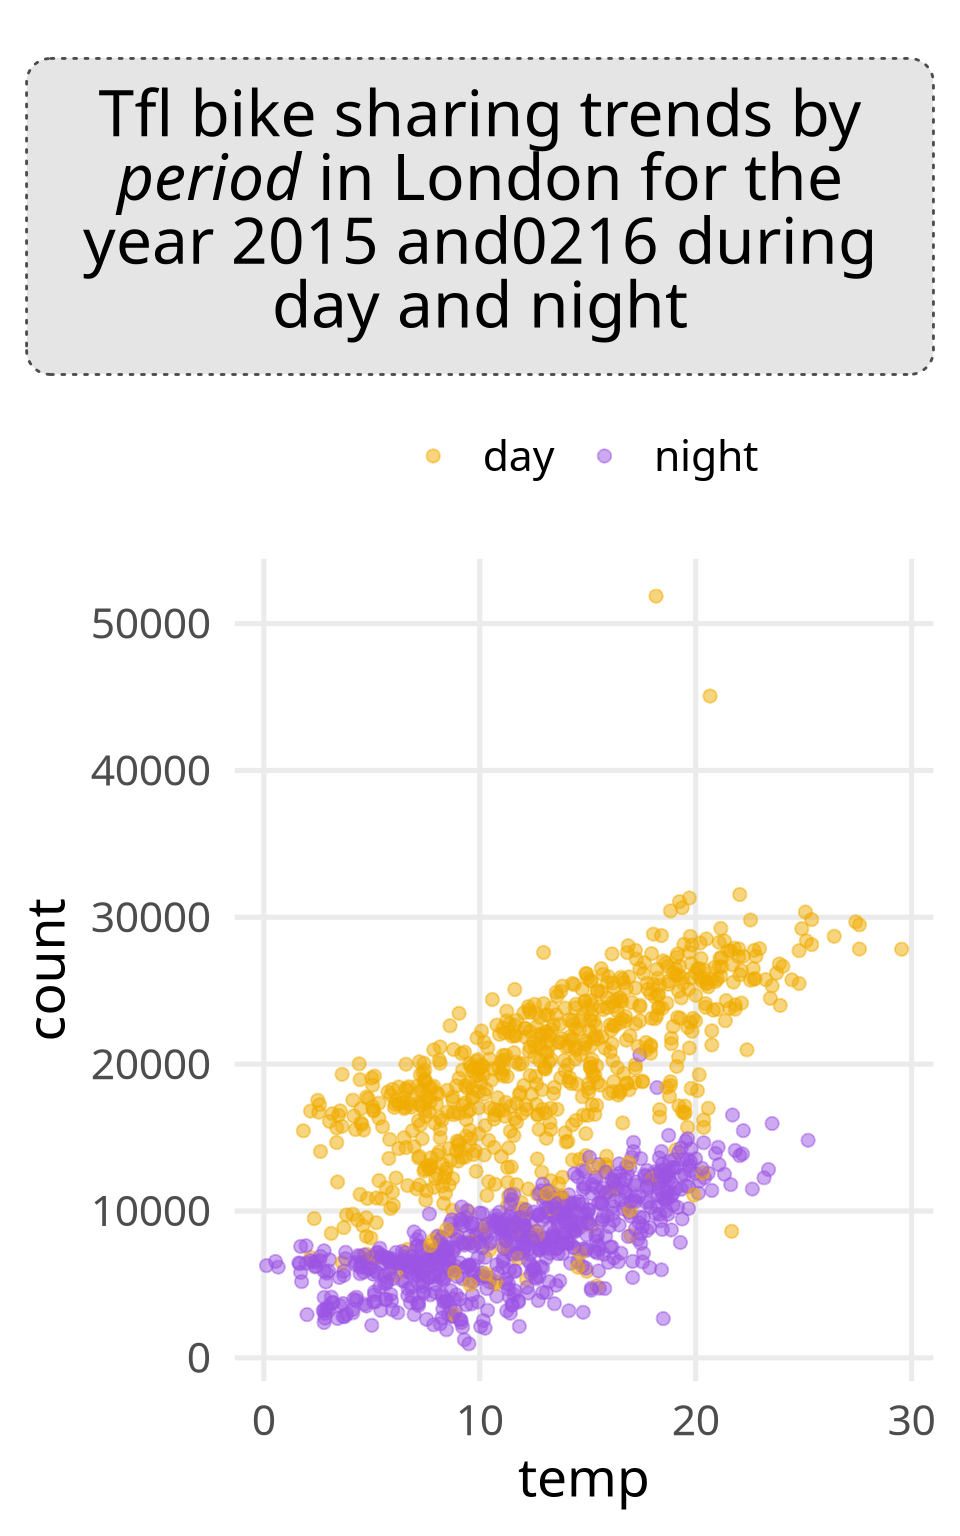 Tfl bike sharing trends by
period in London for the
year 2015 and0216 during
day and night
day night
50000
40000
30000
20000
10000
0
count
0 10 20 30
temp